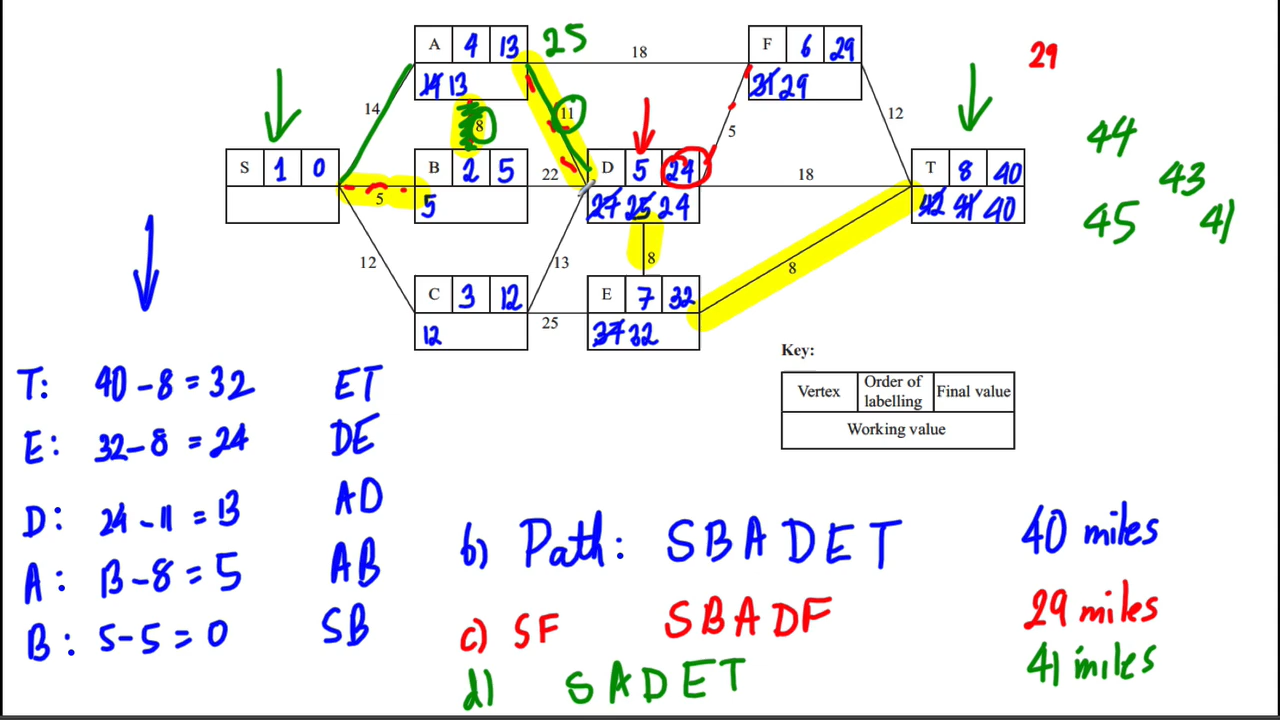 A 4 13 25
14 13
18
F 6 29 29
31 29
14
8
11
5
12
44
S 1 0
B 2 5
22
D 5 24
18
T 8 40
43
5
5
27 25 24
42 41 40
45 41
12
13
8
8
C 3 12
E 7 32
12
25
37 32
Key:
Vertex Order of labelling Final value
Working value
T: 40 - 8 = 32 ET
E: 32 - 8 = 24 DE
D: 24 - 11 = 13 AD
A: 13 - 8 = 5 AB
B: 5 - 5 = 0 SB
b) Path: SBADET 40 miles
c) SF SBADF 29 miles
d) SADET 41 miles